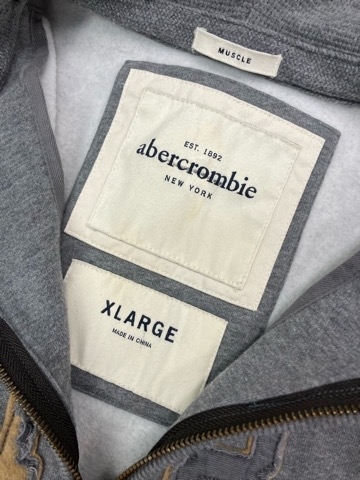 MUSCLE
EST. 1892
abercrombie
NEW YORK
XLARGE
MADE IN CHINA